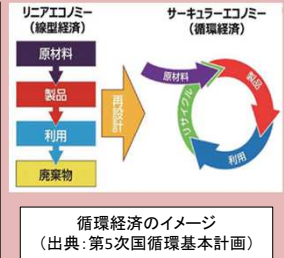 リニアエコノミー
（線型経済）
原材料
製品
利用
廃棄物
再設計
サーキュラーエコノミー
（循環経済）
原材料
製品
利用
リサイクル
循環経済のイメージ
（出典：第5次国循環基本計画）